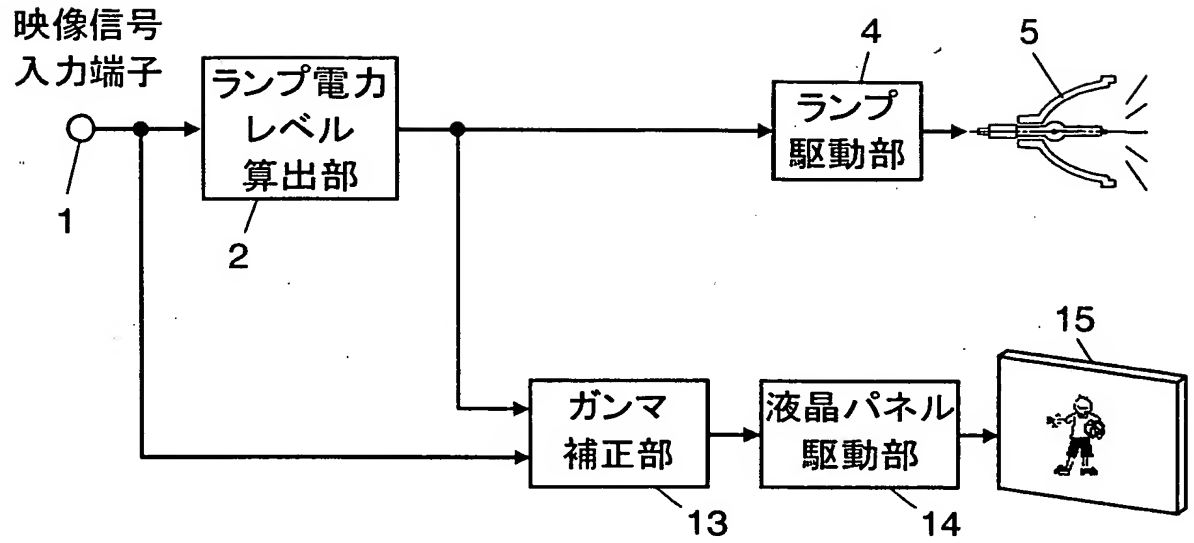 映像信号
入力端子
1
ランプ電力
レベル
算出部
2
4
ランプ
駆動部
5
ガンマ
補正部
13
液晶パネル
駆動部
14
15